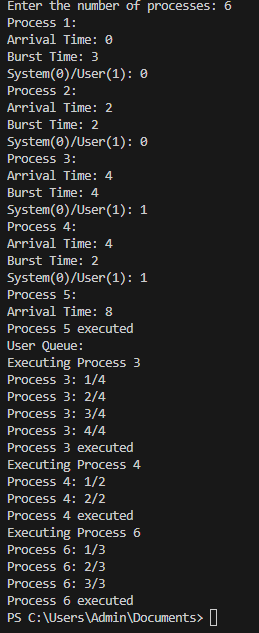 Enter the number of processes: 6
Process 1:
Arrival Time: 0
Burst Time: 3
System(0)/User(1): 0
Process 2:
Arrival Time: 2
Burst Time: 2
System(0)/User(1): 0
Process 3:
Arrival Time: 4
Burst Time: 4
System(0)/User(1): 1
Process 4:
Arrival Time: 4
Burst Time: 2
System(0)/User(1): 1
Process 5:
Arrival Time: 8
Process 5 executed
User Queue:
Executing Process 3
Process 3: 1/4
Process 3: 2/4
Process 3: 3/4
Process 3: 4/4
Process 3 executed
Executing Process 4
Process 4: 1/2
Process 4: 2/2
Process 4 executed
Executing Process 6
Process 6: 1/3
Process 6: 2/3
Process 6: 3/3
Process 6 executed
PS C:\Users\Admin\Documents>